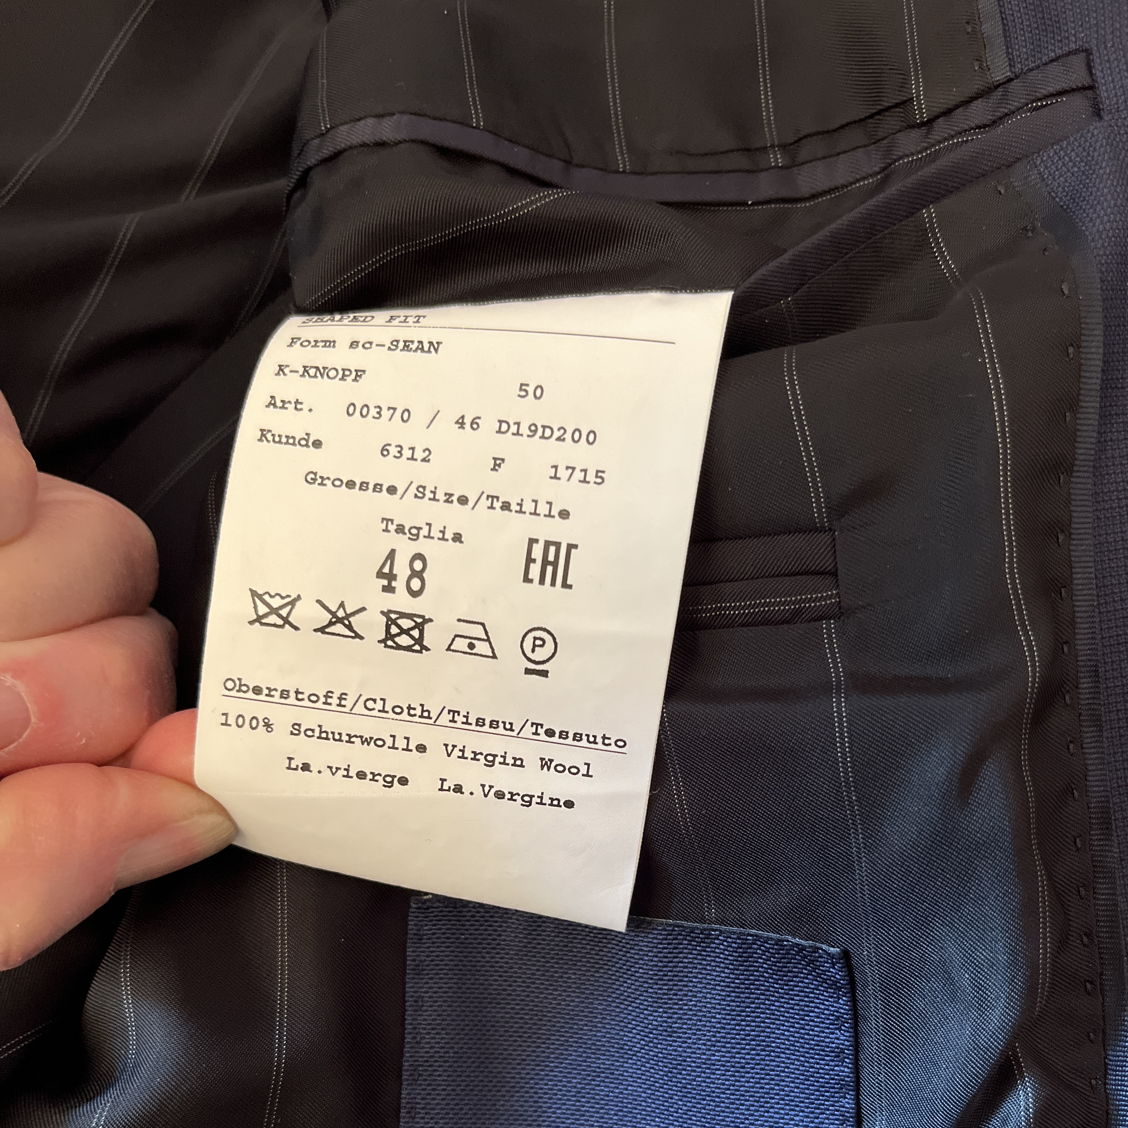 SHAPED FIT
Form sc-SEAN
K-KNOPF 50
Art. 00370 / 46 D19D200
Kunde 6312 F 1715
Groesse/Size/Taille
Taglia
48 EAC
P
Oberstoff/Cloth/Tissu/Tessuto
100% Schurwolle Virgin Wool
La.vierge La.Vergine